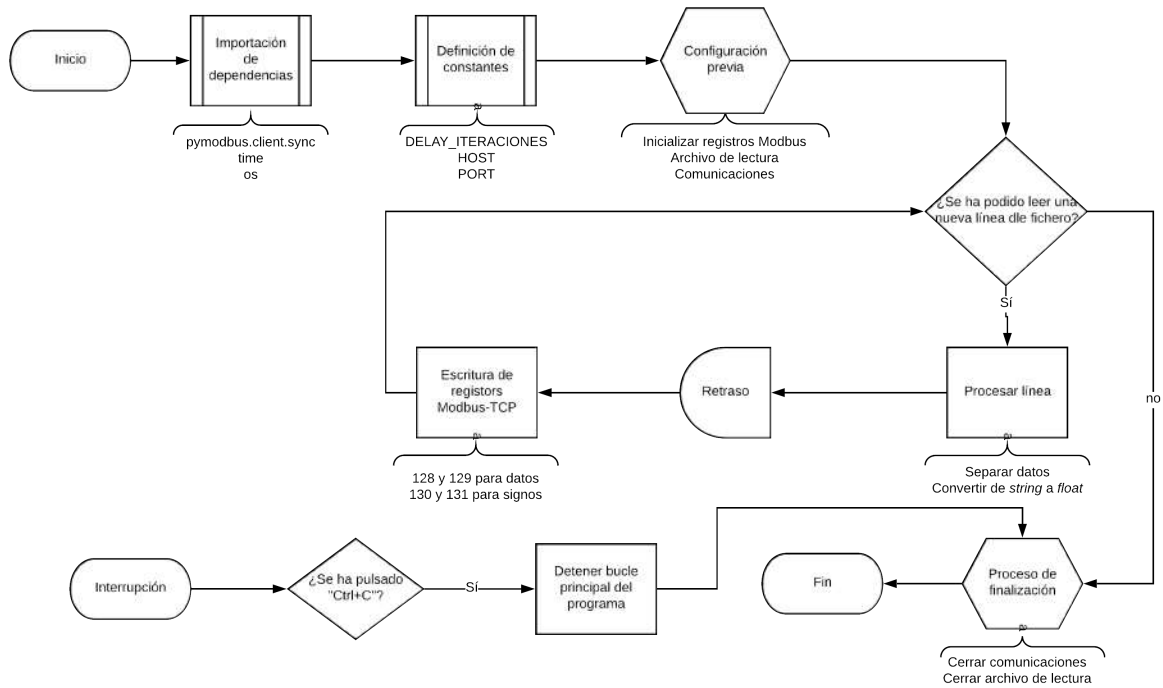 Inicio
Importación
de
dependencias
Definición de
constantes
a
Configuración
previa
pymodbus.client.sync
time
os
DELAY_ITERACIONES
HOST
PORT
Inicializar registros Modbus
Archivo de lectura
Comunicaciones
¿Se ha podido leer una
nueva línea dle fichero?
Sí
no
Escritura de
registors
Modbus-TCP
a
Retraso
Procesar línea
a
128 y 129 para datos
130 y 131 para signos
Separar datos
Convertir de string a float
Interrupción
¿Se ha pulsado
"Ctrl+C"?
Sí
Detener bucle
principal del
programa
Fin
Proceso de
finalización
a
Cerrar comunicaciones
Cerrar archivo de lectura